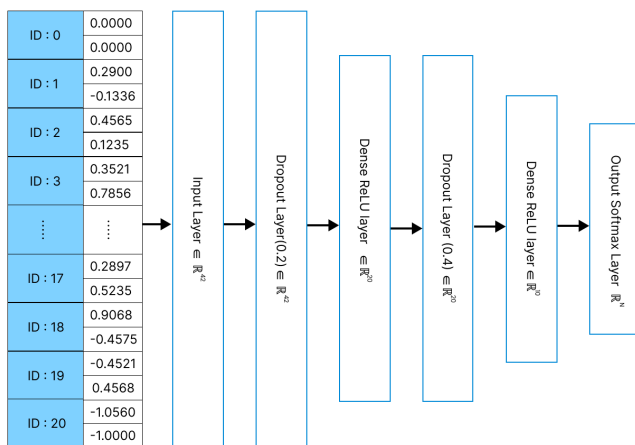 ID : 0
0.0000
0.0000
ID : 1
0.2900
-0.1336
ID : 2
0.4565
0.1235
ID : 3
0.3521
0.7856
.....
.....
ID : 17
0.2897
0.5235
ID : 18
0.9068
-0.4575
ID : 19
-0.4521
0.4568
ID : 20
-1.0560
-1.0000
Input Layer ∈ ℝ⁴²
Dropout Layer(0.2) ∈ ℝ⁴²
Dense ReLU layer ∈ℝ²⁰
Dropout Layer (0.4) ∈ℝ²⁰
Dense ReLU layer∈ℝ¹⁰
Output Softmax Layer ℝᴺ